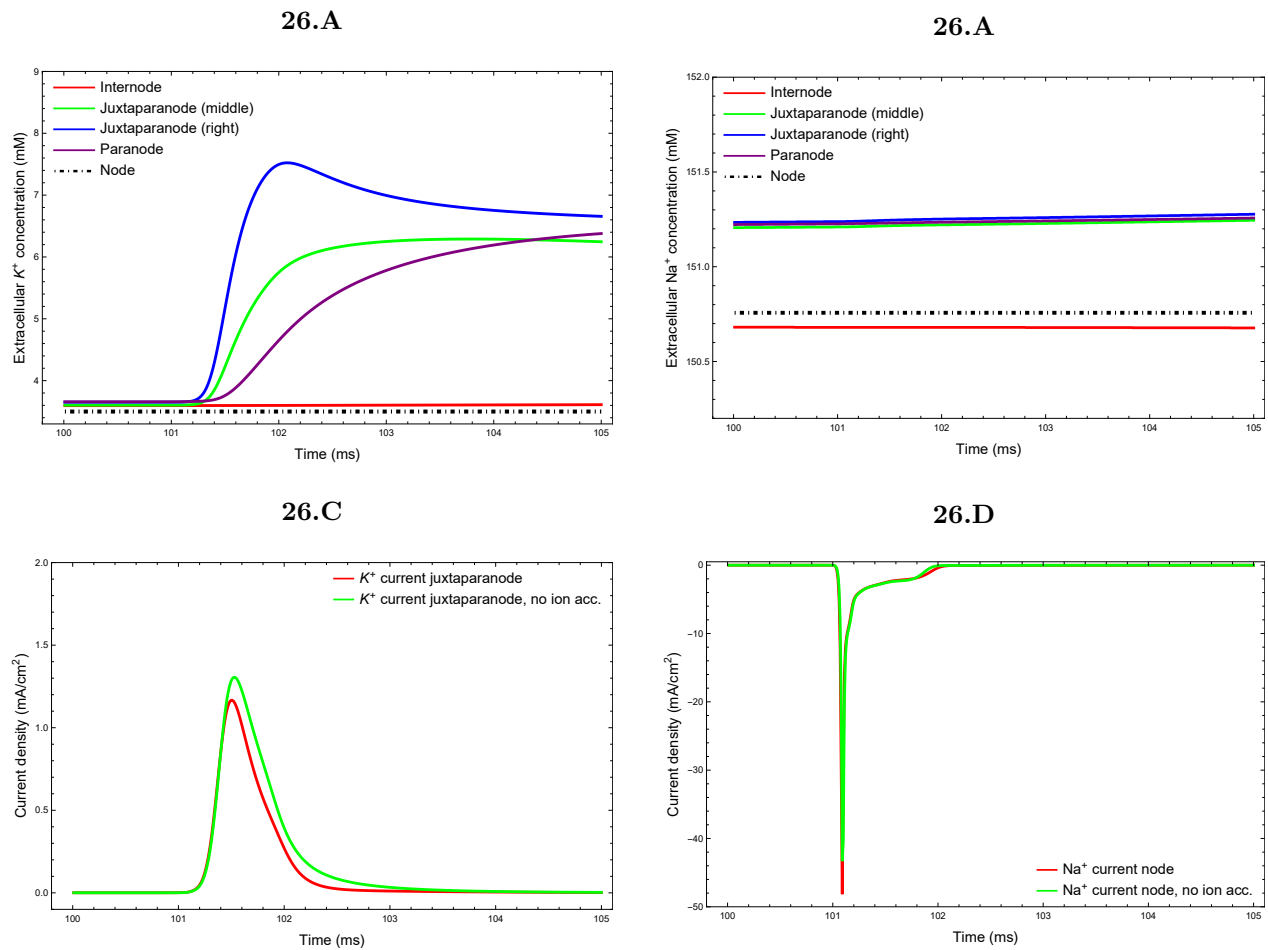 26.A
9
8
7
6
5
4
100
101
102
103
104
105
Internode
Juxtaparanode (middle)
Juxtaparanode (right)
Paranode
Node
Extracellular K+ concentration (mM)
Time (ms)
26.A
152.0
151.5
151.0
150.5
100
101
102
103
104
105
Internode
Juxtaparanode (middle)
Juxtaparanode (right)
Paranode
Node
Extracellular Na+ concentration (mM)
Time (ms)
26.C
2.0
1.5
1.0
0.5
0.0
100
101
102
103
104
105
K+ current juxtaparanode
K+ current juxtaparanode, no ion acc.
Current density (mA/cm2)
Time (ms)
26.D
0
−10
−20
−30
−40
−50
100
101
102
103
104
105
Na+ current node
Na+ current node, no ion acc.
Current density (mA/cm2)
Time (ms)